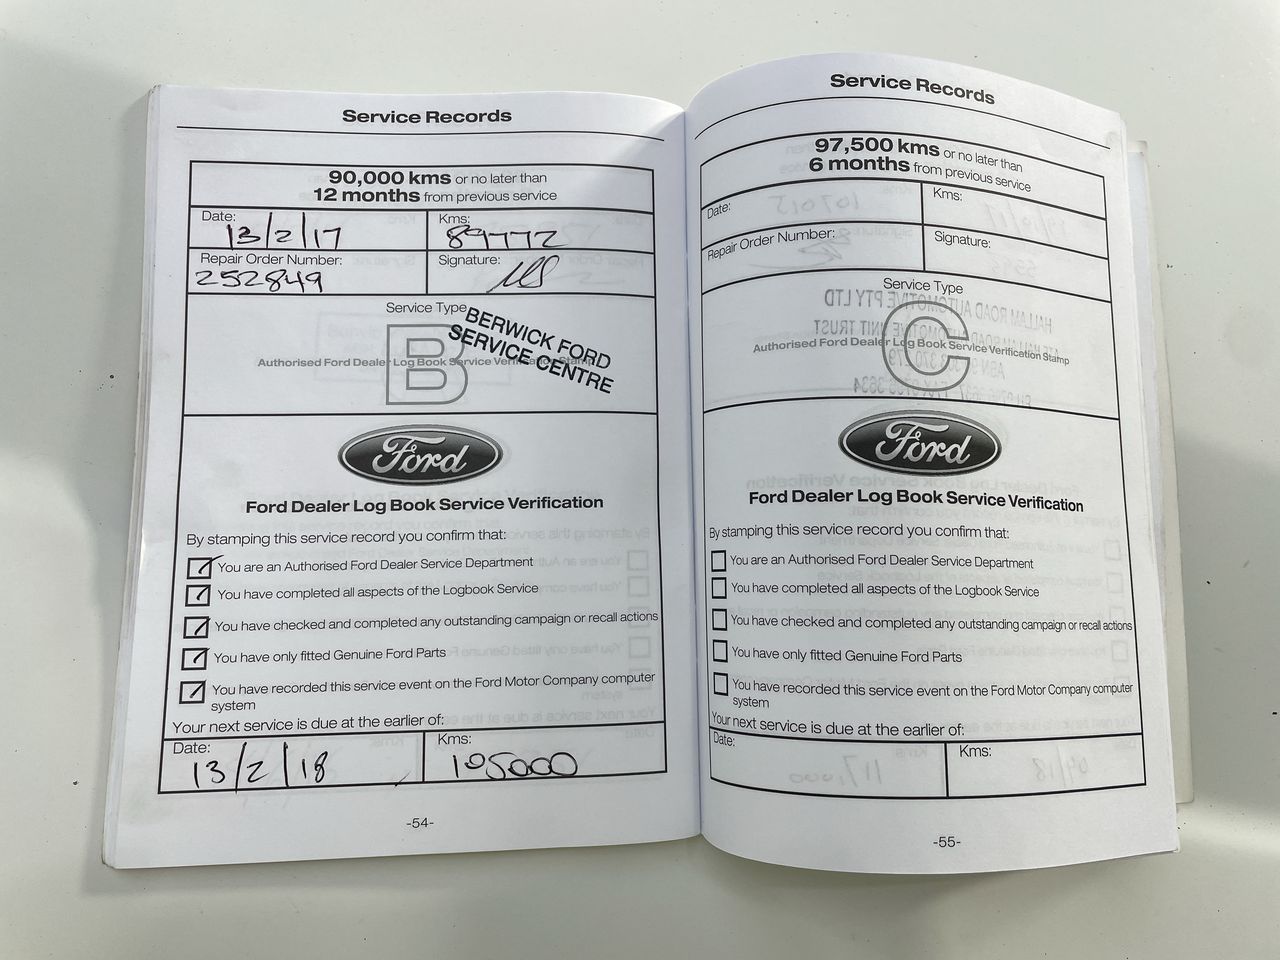 Service Records
90,000 kms or no later than
12 months from previous service
Date:
13/2/17
Kms:
89772
Repair Order Number:
252849
Signature:
Service Type
B
BERWICK FORD
SERVICE CENTRE
Authorised Ford Dealer Log Book Service Verification Stamp
Ford
Ford Dealer Log Book Service Verification
By stamping this service record you confirm that:
You are an Authorised Ford Dealer Service Department
You have completed all aspects of the Logbook Service
You have checked and completed any outstanding campaign or recall actions
You have only fitted Genuine Ford Parts
You have recorded this service event on the Ford Motor Company computer
system
Your next service is due at the earlier of:
Date:
13/2/18
Kms:
105000
-54-
Service Records
97,500 kms or no later than
6 months from previous service
Date:
Kms:
Repair Order Number:
Signature:
Service Type
C
Authorised Ford Dealer Log Book Service Verification Stamp
Ford
Ford Dealer Log Book Service Verification
By stamping this service record you confirm that:
You are an Authorised Ford Dealer Service Department
You have completed all aspects of the Logbook Service
You have checked and completed any outstanding campaign or recall actions
You have only fitted Genuine Ford Parts
You have recorded this service event on the Ford Motor Company computer
system
Your next service is due at the earlier of:
Date:
Kms:
-55-